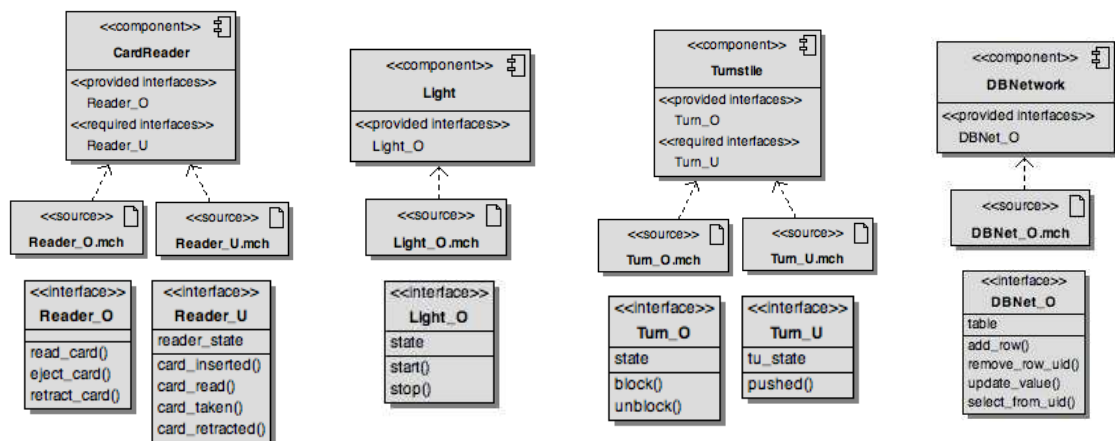 <<component>>
CardReader
<<provided interfaces>>
Reader_O
<<required interfaces>>
Reader_U
<<source>>
Reader_O.mch
<<source>>
Reader_U.mch
<<interface>>
Reader_O
read_card()
eject_card()
retract_card()
<<interface>>
Reader_U
reader_state
card_inserted()
card_read()
card_taken()
card_retracted()
<<component>>
Light
<<provided interfaces>>
Light_O
<<source>>
Light_O.mch
<<interface>>
Light_O
state
start()
stop()
<<component>>
Turnstile
<<provided interfaces>>
Turn_O
<<required interfaces>>
Turn_U
<<source>>
Turn_O.mch
<<source>>
Turn_U.mch
<<interface>>
Turn_O
state
block()
unblock()
<<interface>>
Turn_U
tu_state
pushed()
<<component>>
DBNetwork
<<provided interfaces>>
DBNet_O
<<source>>
DBNet_O.mch
<<interface>>
DBNet_O
table
add_row()
remove_row_uid()
update_value()
select_from_uid()